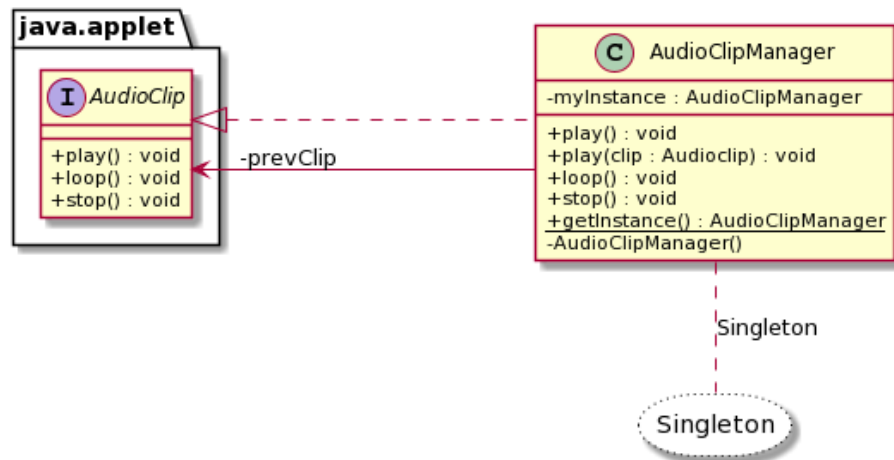 java.applet
I AudioClip
+play() : void
+loop() : void
+stop() : void
-prevClip
C AudioClipManager
-myInstance : AudioClipManager
+play() : void
+play(clip : Audioclip) : void
+loop() : void
+stop() : void
+getInstance() : AudioClipManager
-AudioClipManager()
Singleton
Singleton